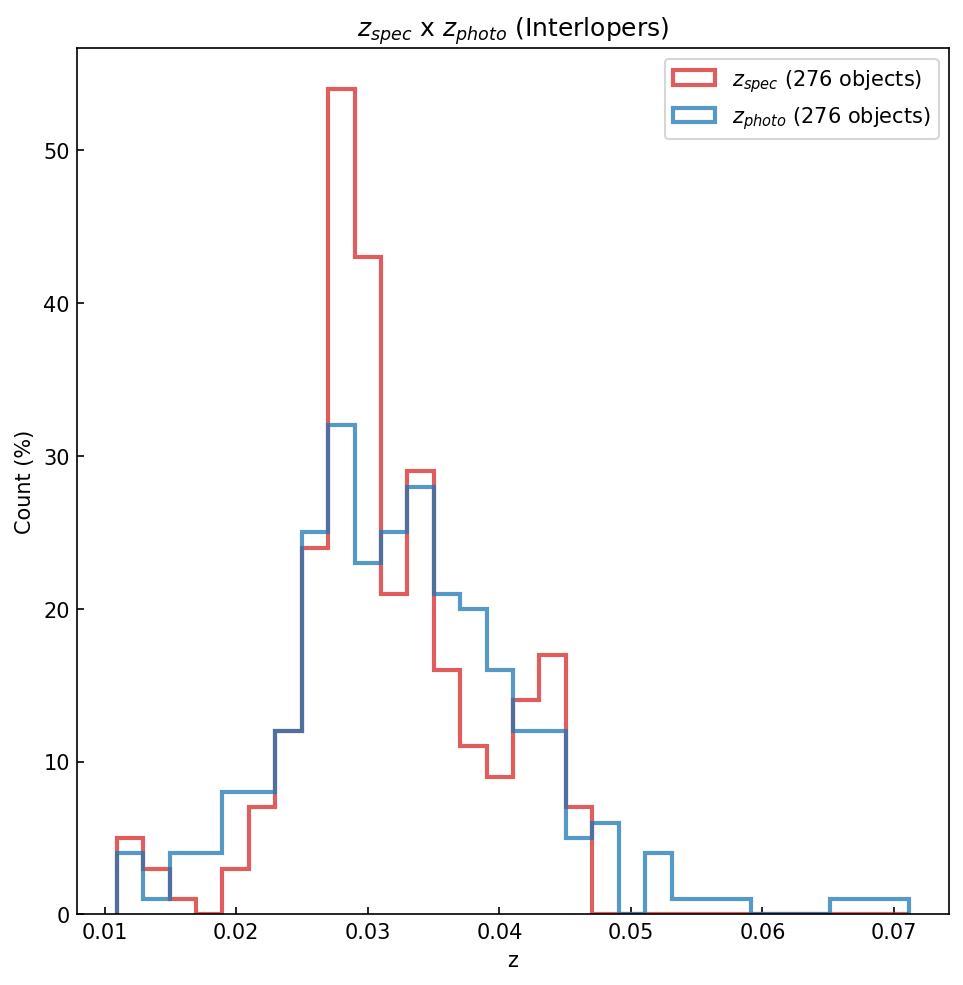 z_spec x z_photo (Interlopers)
z_spec (276 objects)
z_photo (276 objects)
Count (%)
50
40
30
20
10
0
0.01 0.02 0.03 0.04 0.05 0.06 0.07
z